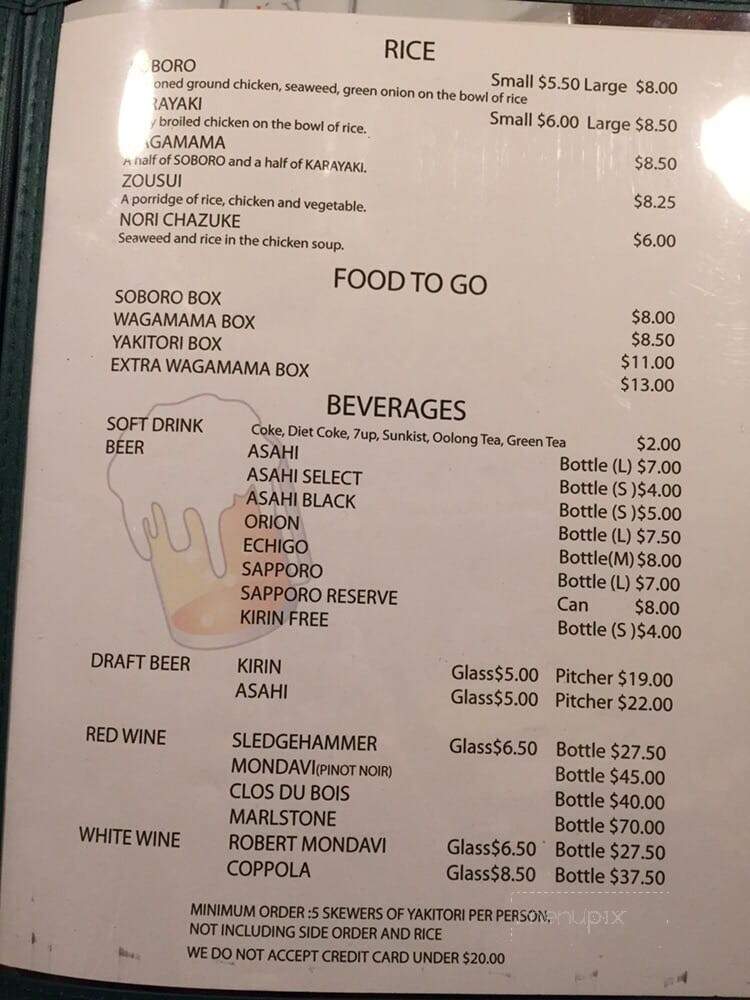 RICE
BORO Small $5.50 Large $8.00
oned ground chicken, seaweed, green onion on the bowl of rice
RAYAKI Small $6.00 Large $8.50
broiled chicken on the bowl of rice.
AGAMAMA $8.50
A half of SOBORO and a half of KARAYAKI.
ZOUSUI $8.25
A porridge of rice, chicken and vegetable.
NORI CHAZUKE $6.00
Seaweed and rice in the chicken soup.
FOOD TO GO
SOBORO BOX $8.00
WAGAMAMA BOX $8.50
YAKITORI BOX $11.00
EXTRA WAGAMAMA BOX $13.00
BEVERAGES
SOFT DRINK Coke, Diet Coke, 7up, Sunkist, Oolong Tea, Green Tea $2.00
BEER ASAHI Bottle (L) $7.00
ASAHI SELECT Bottle (S )$4.00
ASAHI BLACK Bottle (S )$5.00
ORION Bottle (L) $7.50
ECHIGO Bottle(M) $8.00
SAPPORO Bottle (L) $7.00
SAPPORO RESERVE Can $8.00
KIRIN FREE Bottle (S )$4.00
DRAFT BEER KIRIN Glass$5.00 Pitcher $19.00
ASAHI Glass$5.00 Pitcher $22.00
RED WINE SLEDGEHAMMER Glass$6.50 Bottle $27.50
MONDAVI(PINOT NOIR) Bottle $45.00
CLOS DU BOIS Bottle $40.00
MARLSTONE Bottle $70.00
WHITE WINE ROBERT MONDAVI Glass$6.50 Bottle $27.50
COPPOLA Glass$8.50 Bottle $37.50
MINIMUM ORDER :5 SKEWERS OF YAKITORI PER PERSON,
NOT INCLUDING SIDE ORDER AND RICE
WE DO NOT ACCEPT CREDIT CARD UNDER $20.00
menupix